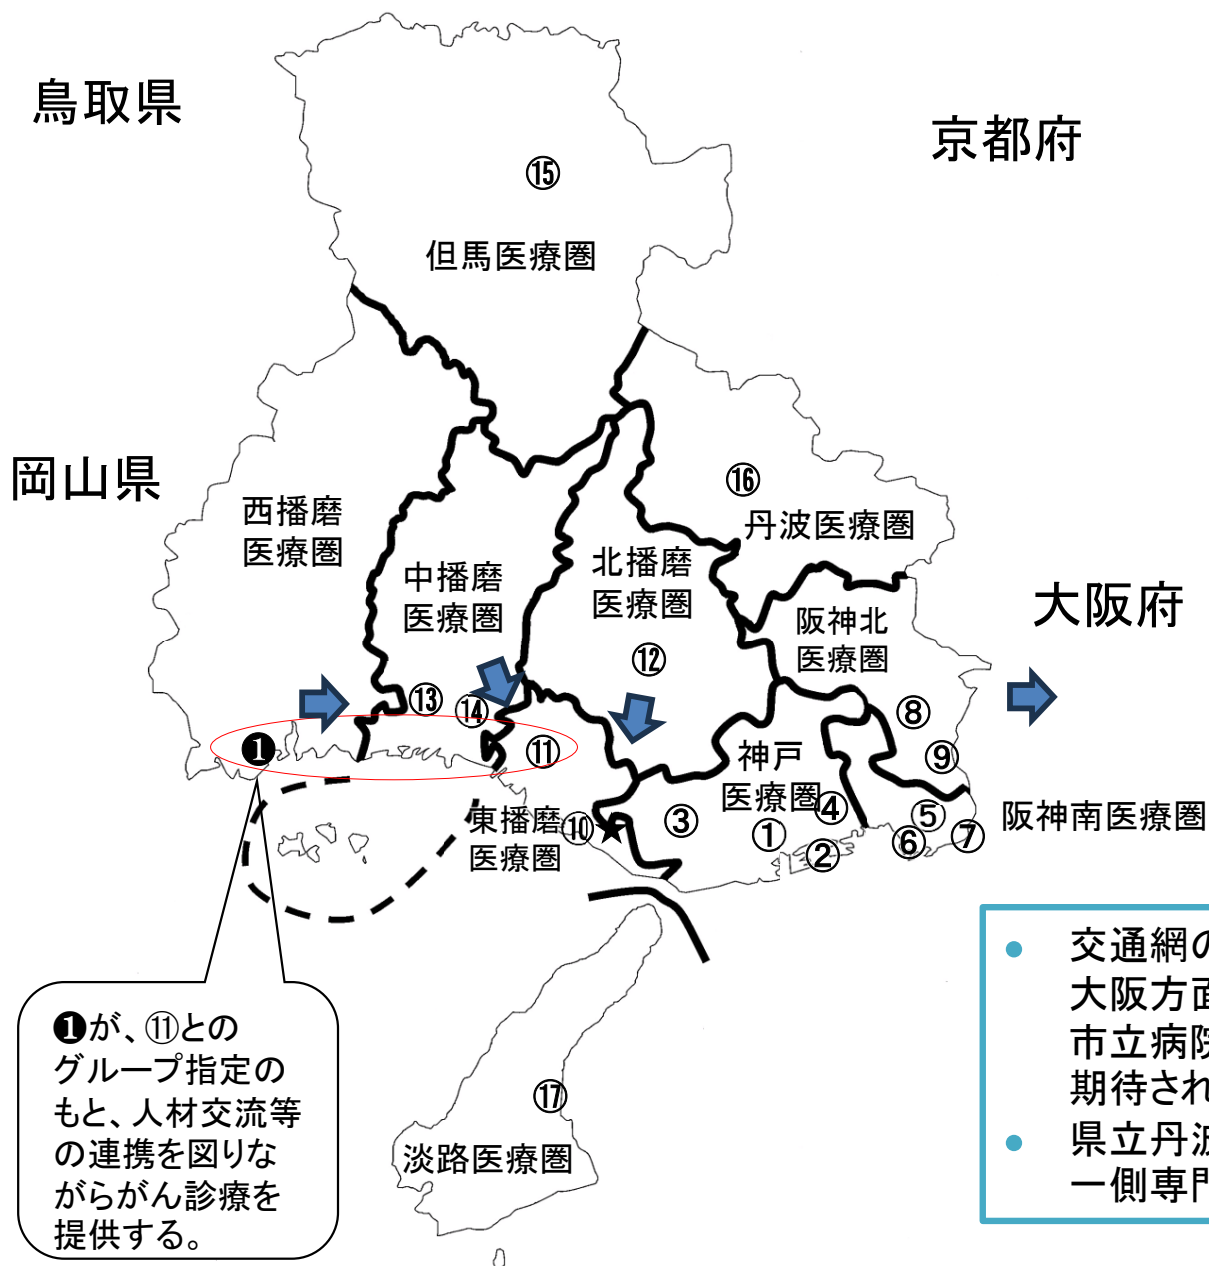 鳥取県
京都府
⑮
但馬医療圏
岡山県
⑯
丹波医療圏
西播磨
医療圏
中播磨
医療圏
北播磨
医療圏
⑫
大阪府
阪神北
医療圏
⑬
⑭
⑧
❶
⑪
⑨
神戸
医療圏
④
東播磨
医療圏
⑩
★
③
①
②
⑤
⑥
⑦
阪神南医療圏
❶が、⑪との
グループ指定の
もと、人材交流等
の連携を図りな
がらがん診療を
提供する。
⑰
淡路医療圏
• 交通網の
大阪方面
市立病院
期待され
• 県立丹波
一側専門